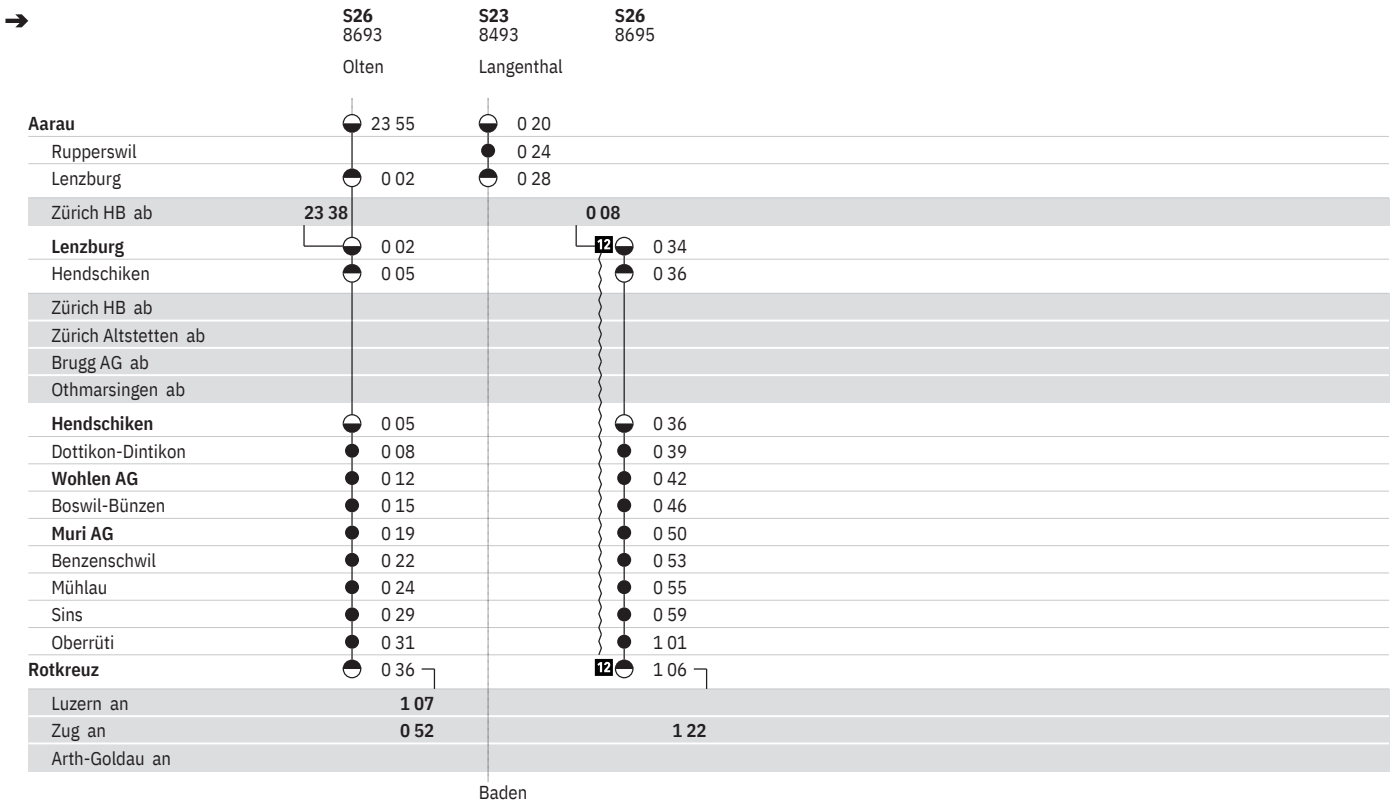 ➔ S26 S23 S26
8693 8493 8695
Olten Langenthal
Aarau 23 55 0 20
Rupperswil 0 24
Lenzburg 0 02 0 28
Zürich HB ab 23 38 0 08
Lenzburg 0 02 12 0 34
Hendschiken 0 05 0 36
Zürich HB ab
Zürich Altstetten ab
Brugg AG ab
Othmarsingen ab
Hendschiken 0 05 0 36
Dottikon-Dintikon 0 08 0 39
Wohlen AG 0 12 0 42
Boswil-Bünzen 0 15 0 46
Muri AG 0 19 0 50
Benzenschwil 0 22 0 53
Mühlau 0 24 0 55
Sins 0 29 0 59
Oberrüti 0 31 1 01
Rotkreuz 0 36 12 1 06
Luzern an 1 07
Zug an 0 52 1 22
Arth-Goldau an
Baden